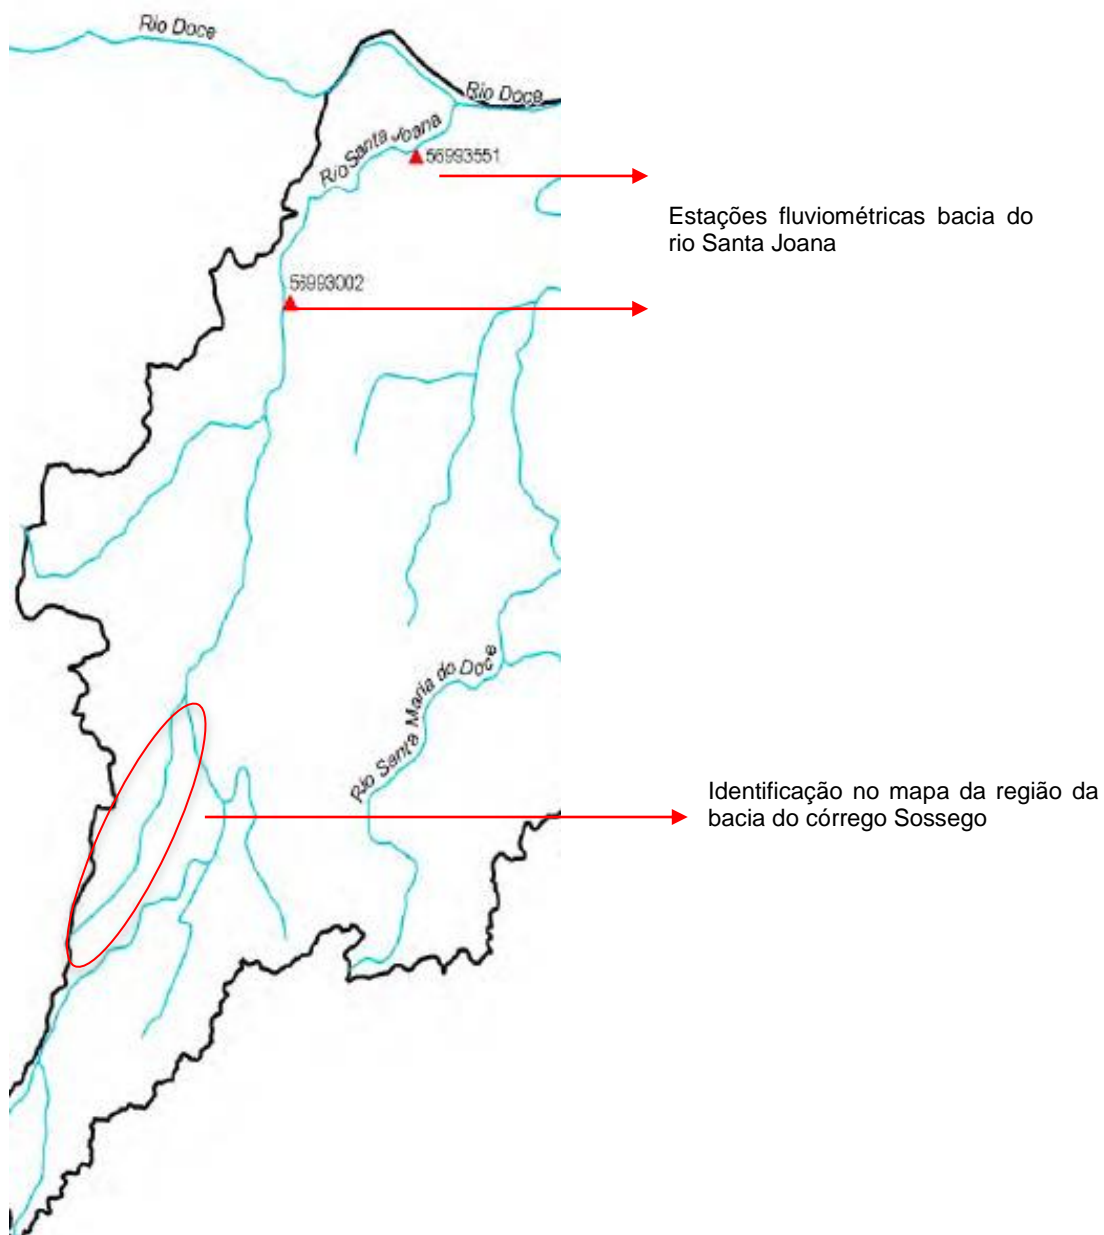 Rio Doce
Rio Doce
Rio Santa Joana
56993551
Estações fluviométricas bacia do
rio Santa Joana
56993002
Rio Santa Maria do Doce
Identificação no mapa da região da
bacia do córrego Sossego